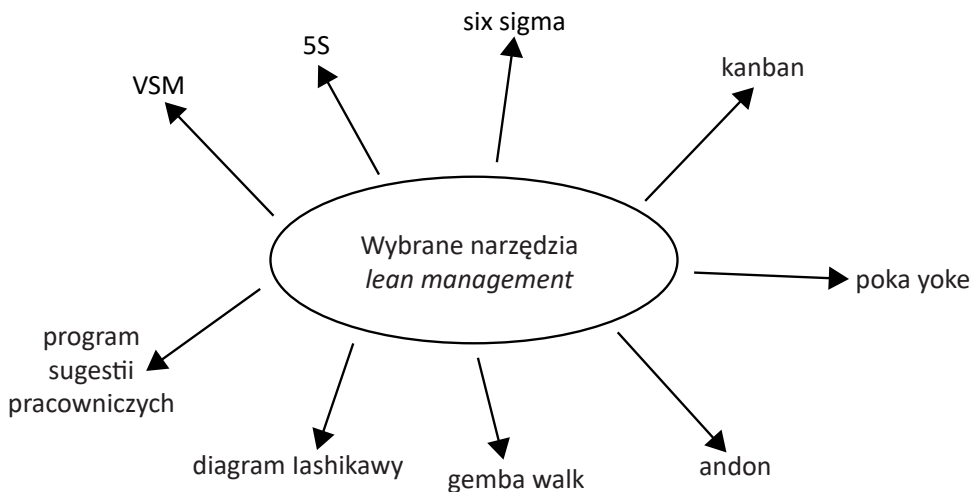 six sigma
5S
kanban
VSM
Wybrane narzędzia
lean management
poka yoke
program
sugestii
pracowniczych
diagram Iashikawy
gemba walk
andon